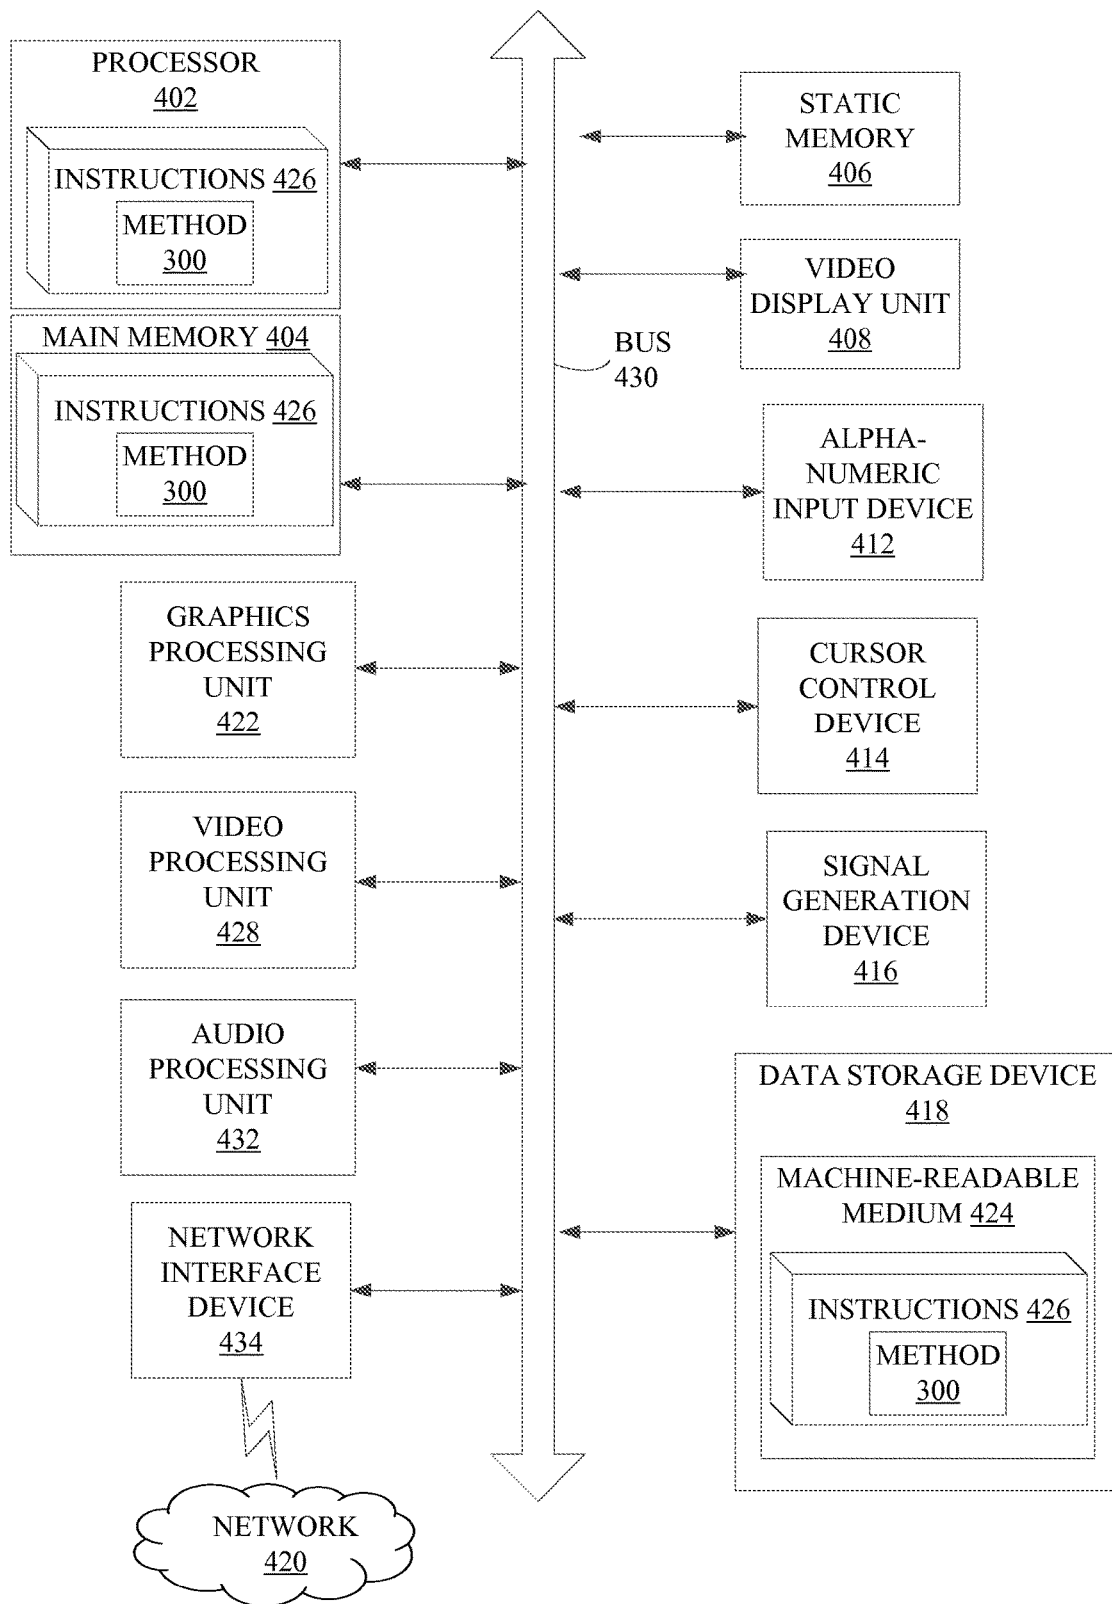 PROCESSOR
402
INSTRUCTIONS 426
METHOD
300
MAIN MEMORY 404
INSTRUCTIONS 426
METHOD
300
GRAPHICS
PROCESSING
UNIT
422
VIDEO
PROCESSING
UNIT
428
AUDIO
PROCESSING
UNIT
432
NETWORK
INTERFACE
DEVICE
434
NETWORK
420
BUS
430
STATIC
MEMORY
406
VIDEO
DISPLAY UNIT
408
ALPHA-
NUMERIC
INPUT DEVICE
412
CURSOR
CONTROL
DEVICE
414
SIGNAL
GENERATION
DEVICE
416
DATA STORAGE DEVICE
418
MACHINE-READABLE
MEDIUM 424
INSTRUCTIONS 426
METHOD
300